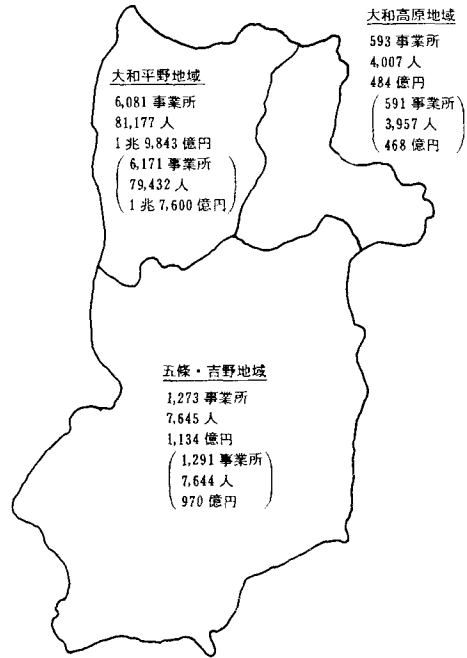 大和高原地域
593 事業所
4,007 人
484 億円
(591 事業所
3,957 人
468 億円)
大和平野地域
6,081 事業所
81,177 人
1 兆 9,843 億円
(6,171 事業所
79,432 人
1 兆 7,600 億円)
五條・吉野地域
1,273 事業所
7,645 人
1,134 億円
(1,291 事業所
7,644 人
970 億円)